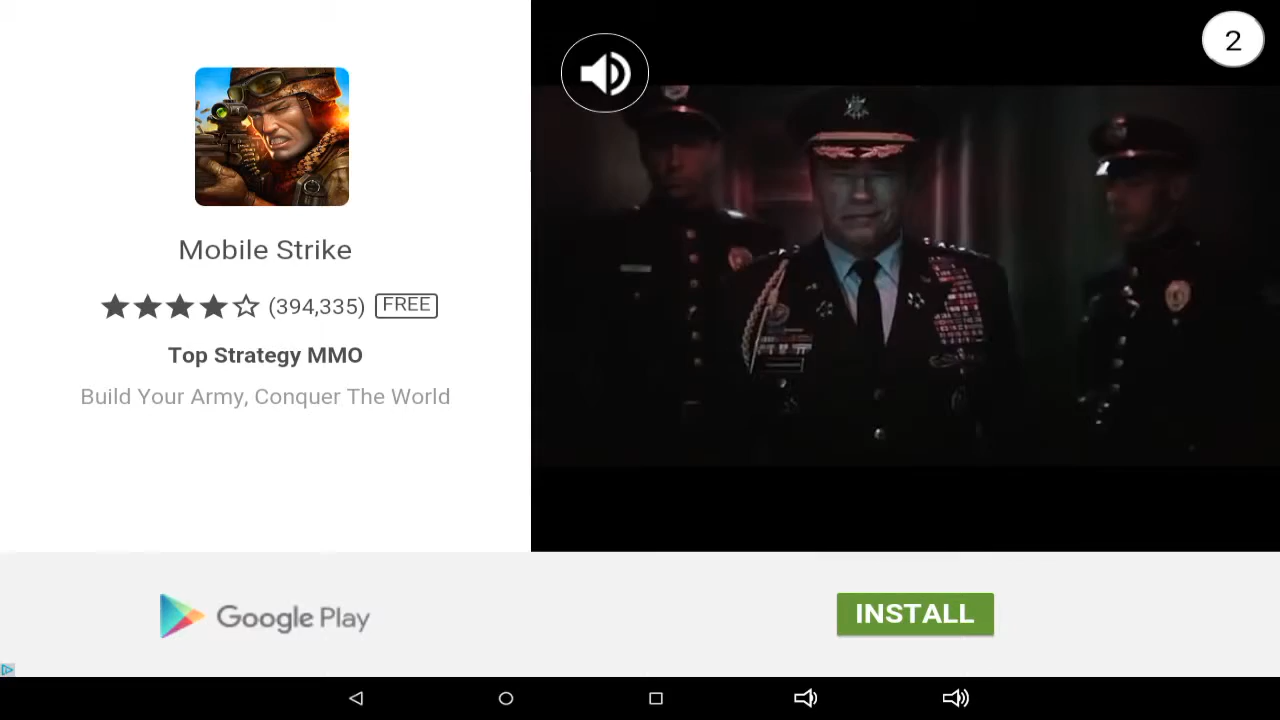 2
Mobile Strike
(394,335) FREE
Top Strategy MMO
Build Your Army, Conquer The World
Google Play
INSTALL